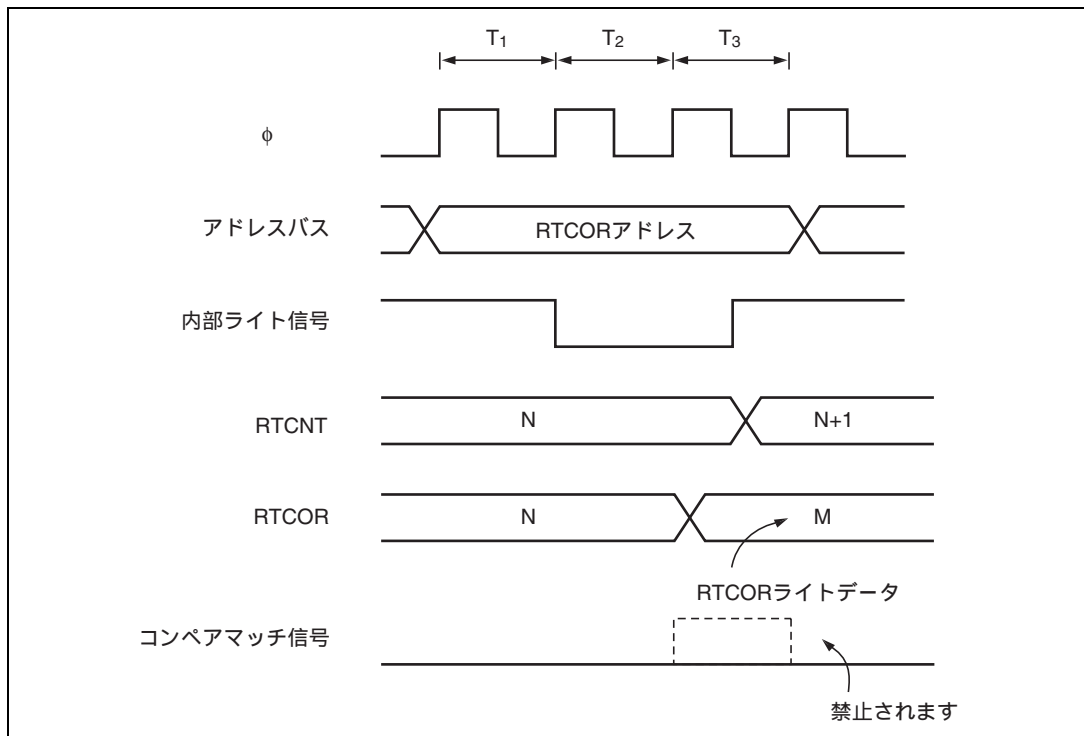 T1 T2 T3
φ
アドレスバス RTCORアドレス
内部ライト信号
RTCNT N N+1
RTCOR N M
RTCORライトデータ
コンペアマッチ信号
禁止されます